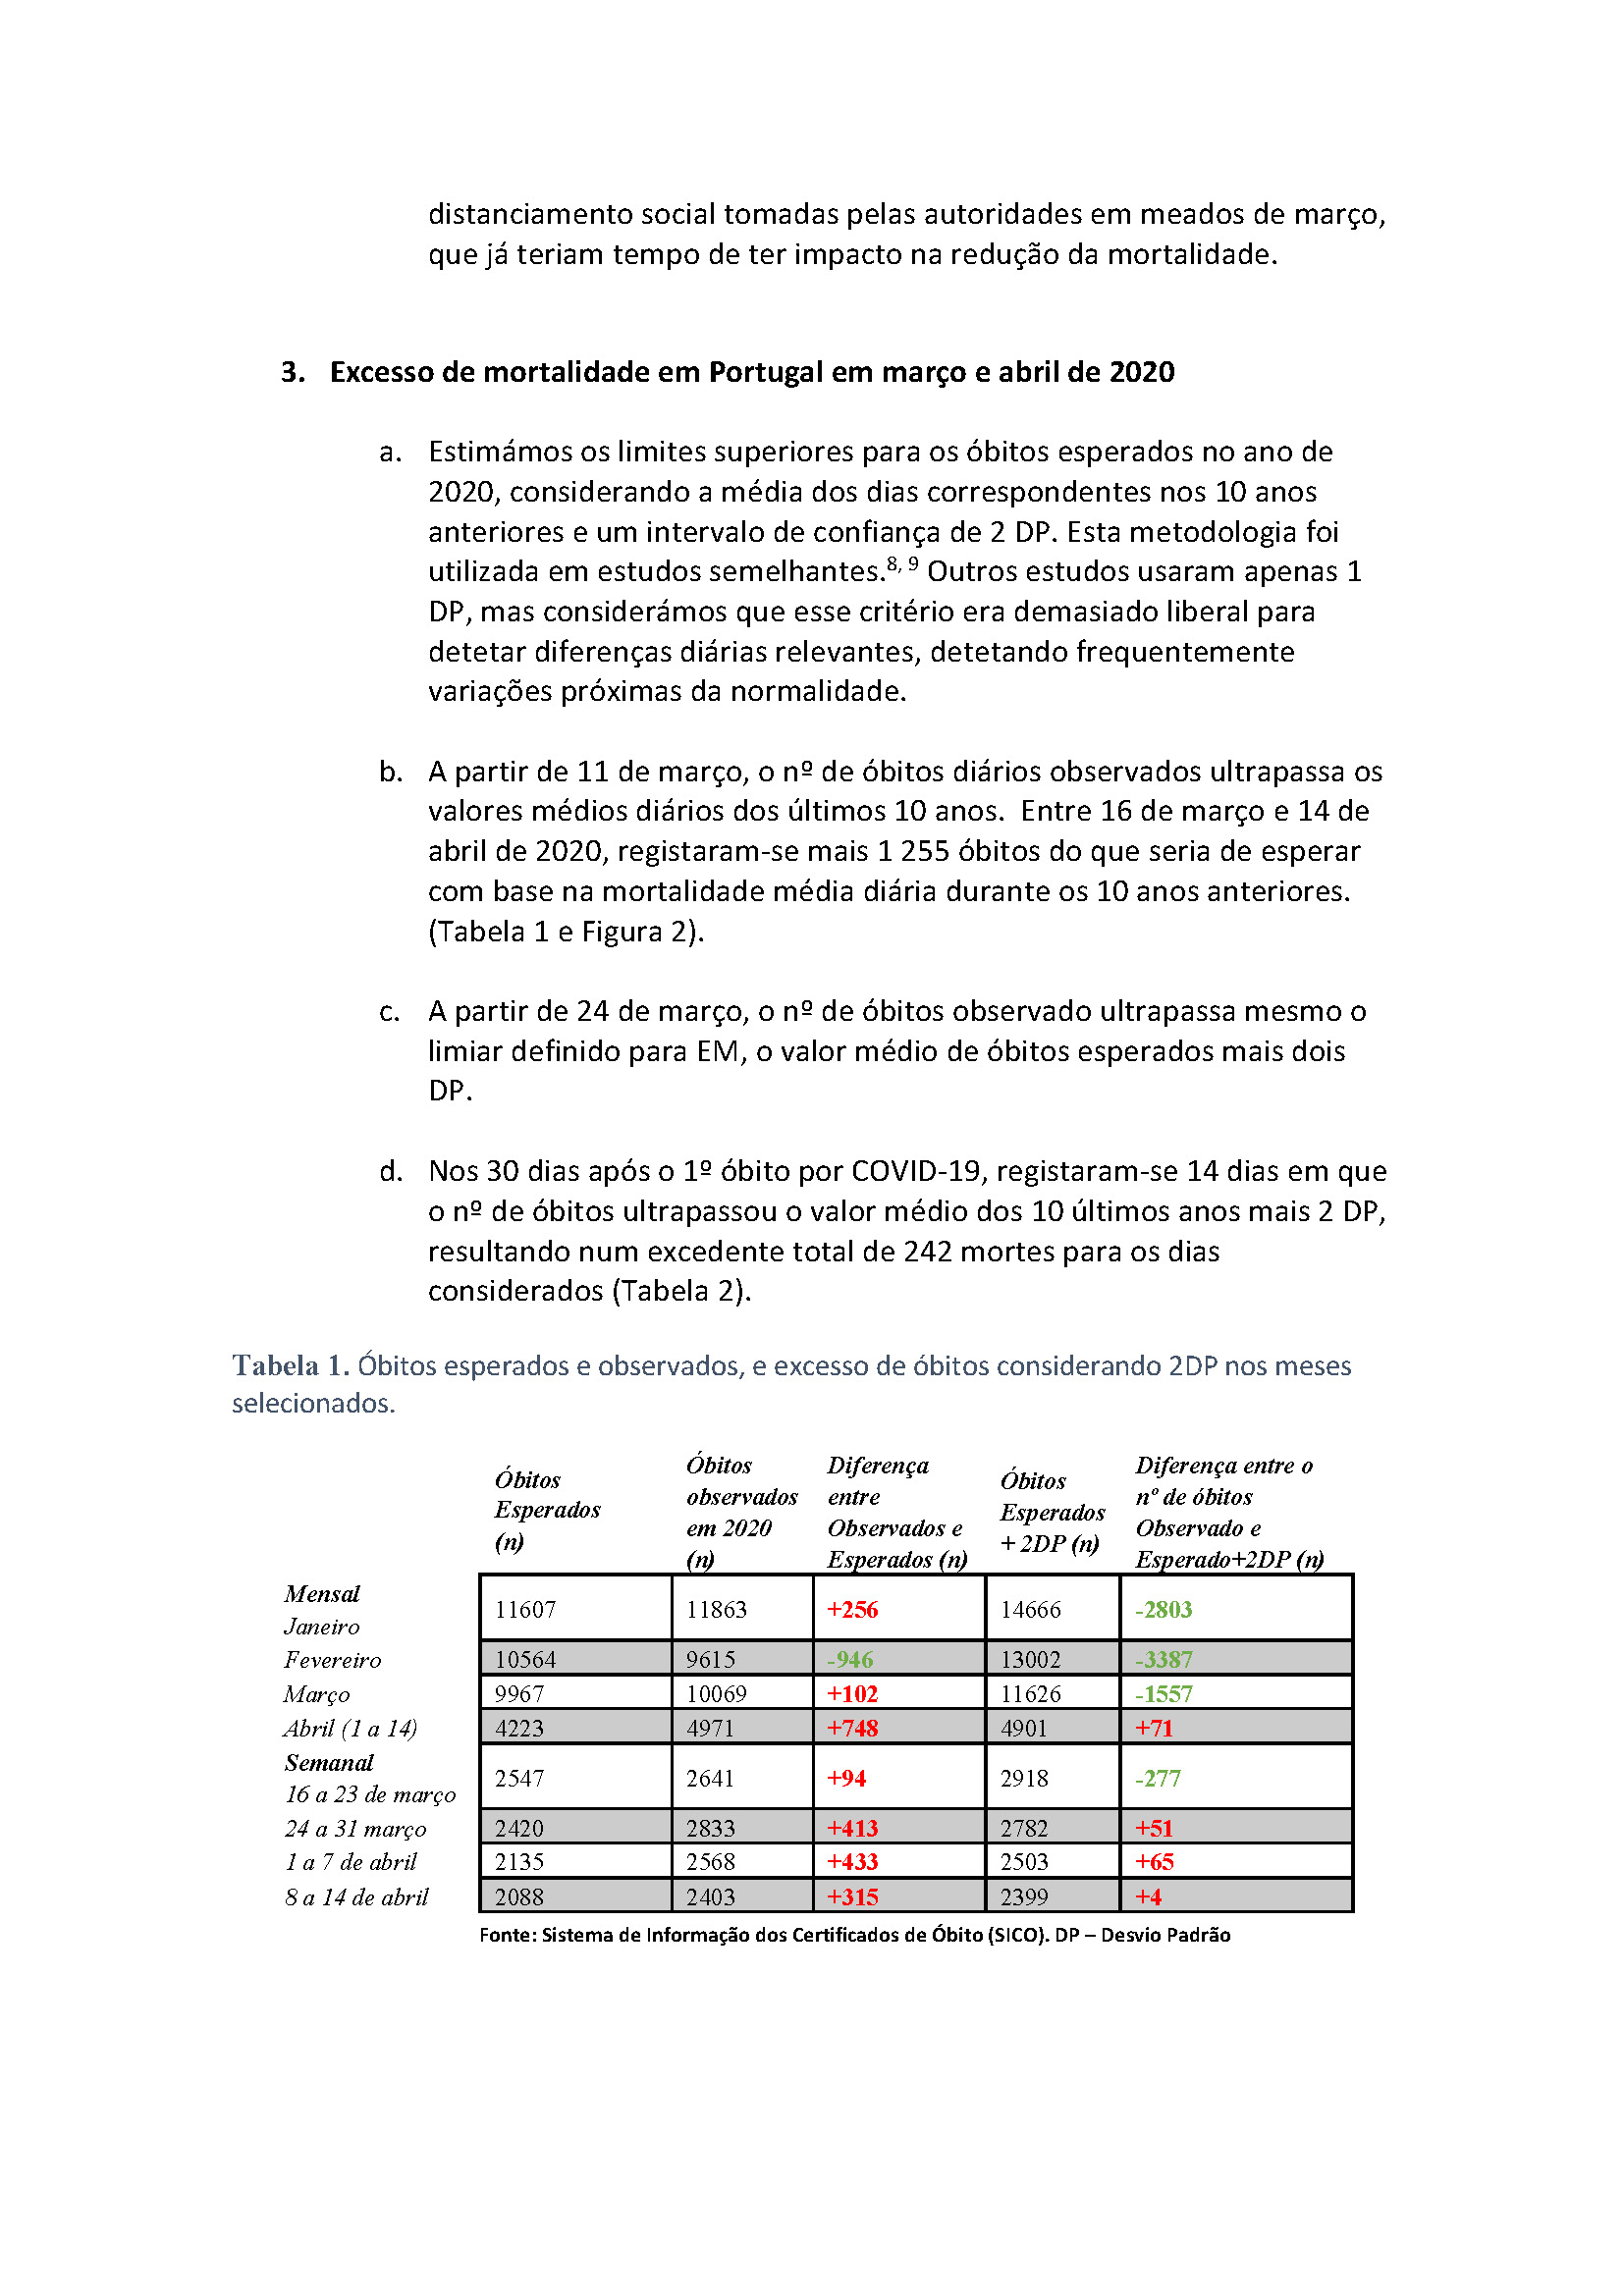 distanciamento social tomadas pelas autoridades em meados de março,
que já teriam tempo de ter impacto na redução da mortalidade.
3. Excesso de mortalidade em Portugal em março e abril de 2020
a. Estimámos os limites superiores para os óbitos esperados no ano de
2020, considerando a média dos dias correspondentes nos 10 anos
anteriores e um intervalo de confiança de 2 DP. Esta metodologia foi
utilizada em estudos semelhantes.8, 9 Outros estudos usaram apenas 1
DP, mas considerámos que esse critério era demasiado liberal para
detetar diferenças diárias relevantes, detetando frequentemente
variações próximas da normalidade.
b. A partir de 11 de março, o nº de óbitos diários observados ultrapassa os
valores médios diários dos últimos 10 anos. Entre 16 de março e 14 de
abril de 2020, registaram-se mais 1 255 óbitos do que seria de esperar
com base na mortalidade média diária durante os 10 anos anteriores.
(Tabela 1 e Figura 2).
c. A partir de 24 de março, o nº de óbitos observado ultrapassa mesmo o
limiar definido para EM, o valor médio de óbitos esperados mais dois
DP.
d. Nos 30 dias após o 1º óbito por COVID-19, registaram-se 14 dias em que
o nº de óbitos ultrapassou o valor médio dos 10 últimos anos mais 2 DP,
resultando num excedente total de 242 mortes para os dias
considerados (Tabela 2).
Tabela 1. Óbitos esperados e observados, e excesso de óbitos considerando 2DP nos meses
selecionados.
Óbitos Esperados (n) Óbitos observados em 2020 (n) Diferença entre Observados e Esperados (n) Óbitos Esperados + 2DP (n) Diferença entre o nº de óbitos Observado e Esperado+2DP (n)
Mensal
Janeiro 11607 11863 +256 14666 -2803
Fevereiro 10564 9615 -946 13002 -3387
Março 9967 10069 +102 11626 -1557
Abril (1 a 14) 4223 4971 +748 4901 +71
Semanal
16 a 23 de março 2547 2641 +94 2918 -277
24 a 31 março 2420 2833 +413 2782 +51
1 a 7 de abril 2135 2568 +433 2503 +65
8 a 14 de abril 2088 2403 +315 2399 +4
Fonte: Sistema de Informação dos Certificados de Óbito (SICO). DP – Desvio Padrão